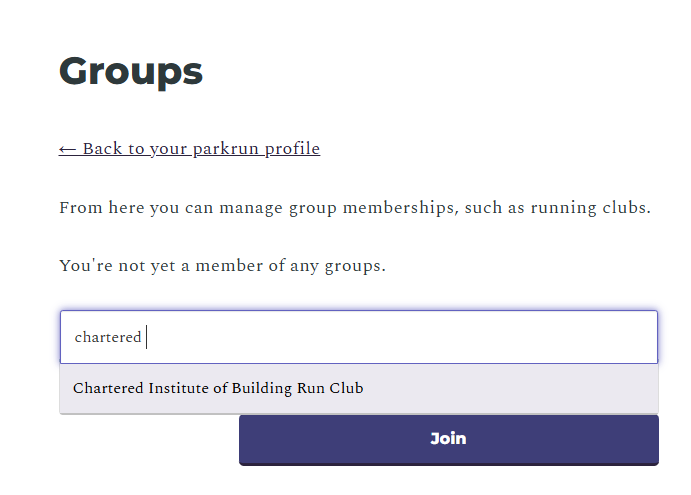 Groups
← Back to your parkrun profile
From here you can manage group memberships, such as running clubs.
You're not yet a member of any groups.
chartered
Chartered Institute of Building Run Club
Join